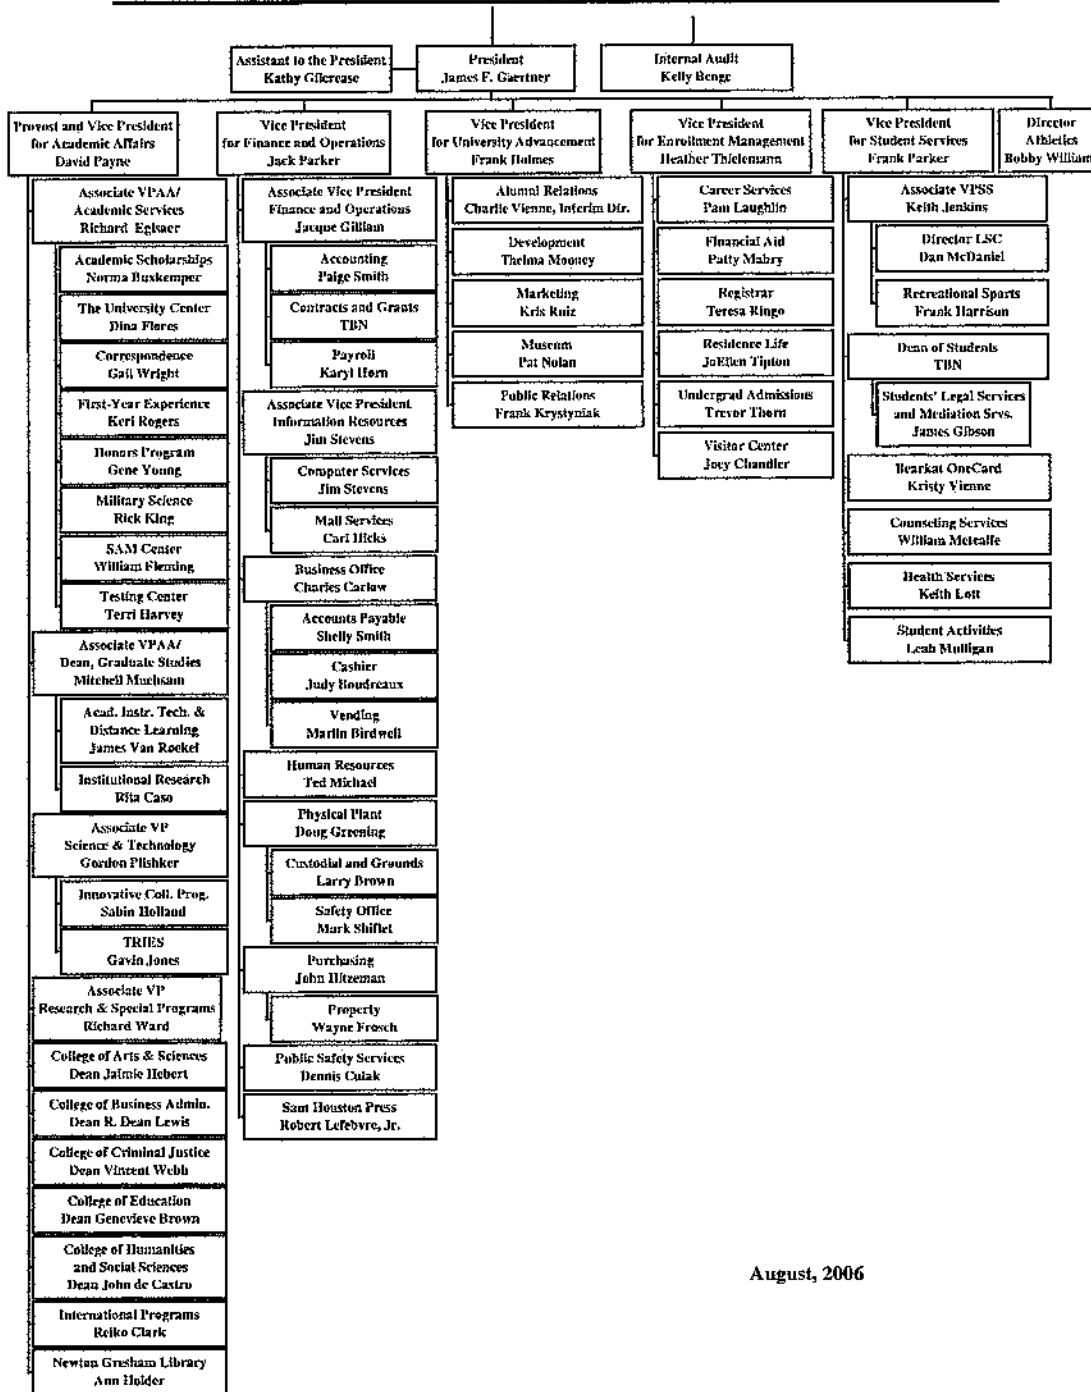 Assistant to the President
Kathy Gilcrease
President
James F. Gaertner
Internal Audit
Kelly Benge
Provost and Vice President
for Academic Affairs
David Payne
Vice President
for Finance and Operations
Jack Parker
Vice President
for University Advancement
Frank Holmes
Vice President
for Enrollment Management
Heather Thielemann
Vice President
for Student Services
Frank Parker
Director
Athletics
Bobby William
Associate VPAA/
Academic Services
Richard Eglsaer
Academic Scholarships
Norma Buxkemper
The University Center
Dina Flores
Correspondence
Gail Wright
First-Year Experience
Keri Rogers
Honors Program
Gene Young
Military Science
Rick King
SAM Center
William Fleming
Testing Center
Terri Harvey
Associate VPAA/
Dean, Graduate Studies
Mitchell Muehsam
Acad. Instr. Tech. &
Distance Learning
James Van Roekel
Institutional Research
Rita Caso
Associate VP
Science & Technology
Gordon Plishker
Innovative Coll. Prog.
Sabin Holland
TRIES
Gavin Jones
Associate VP
Research & Special Programs
Richard Ward
College of Arts & Sciences
Dean Jaimie Hebert
College of Business Admin.
Dean R. Dean Lewis
College of Criminal Justice
Dean Vincent Webb
College of Education
Dean Genevieve Brown
College of Humanities
and Social Sciences
Dean John de Castro
International Programs
Reiko Clark
Newton Gresham Library
Ann Holder
Associate Vice President
Finance and Operations
Jacque Gilliam
Accounting
Paige Smith
Contracts and Grants
TBN
Payroll
Karyl Horn
Associate Vice President
Information Resources
Jim Stevens
Computer Services
Jim Stevens
Mail Services
Carl Hicks
Business Office
Charles Carlow
Accounts Payable
Shelly Smith
Cashier
Judy Boudreaux
Vending
Marlin Birdwell
Human Resources
Ted Michael
Physical Plant
Doug Greening
Custodial and Grounds
Larry Brown
Safety Office
Mark Shiflet
Purchasing
John Hitzeman
Property
Wayne Frosch
Public Safety Services
Dennis Culak
Sam Houston Press
Robert Lefebvre, Jr.
Alumni Relations
Charlie Vienne, Interim Dir.
Development
Thelma Mooney
Marketing
Kris Ruiz
Museum
Pat Nolan
Public Relations
Frank Krystyniak
Career Services
Pam Laughlin
Financial Aid
Patty Mabry
Registrar
Teresa Ringo
Residence Life
JoEllen Tipton
Undergrad Admissions
Trevor Thorn
Visitor Center
Joey Chandler
Associate VPSS
Keith Jenkins
Director LSC
Dan McDaniel
Recreational Sports
Frank Harrison
Dean of Students
TBN
Students' Legal Services
and Mediation Srvs.
James Gibson
Bearkat OneCard
Kristy Vienne
Counseling Services
William Metcalfe
Health Services
Keith Lott
Student Activities
Leah Mulligan
August, 2006